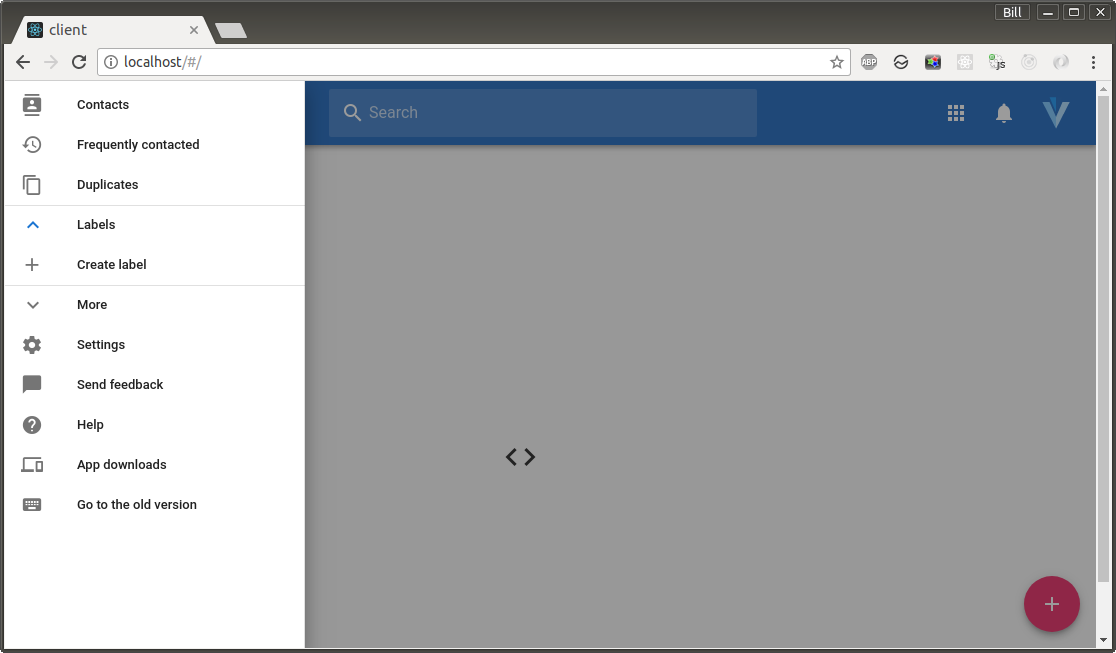 Bill
client
localhost/#/
ABP
JS
Contacts
Search
Frequently contacted
Duplicates
Labels
Create label
More
Settings
Send feedback
Help
App downloads
Go to the old version